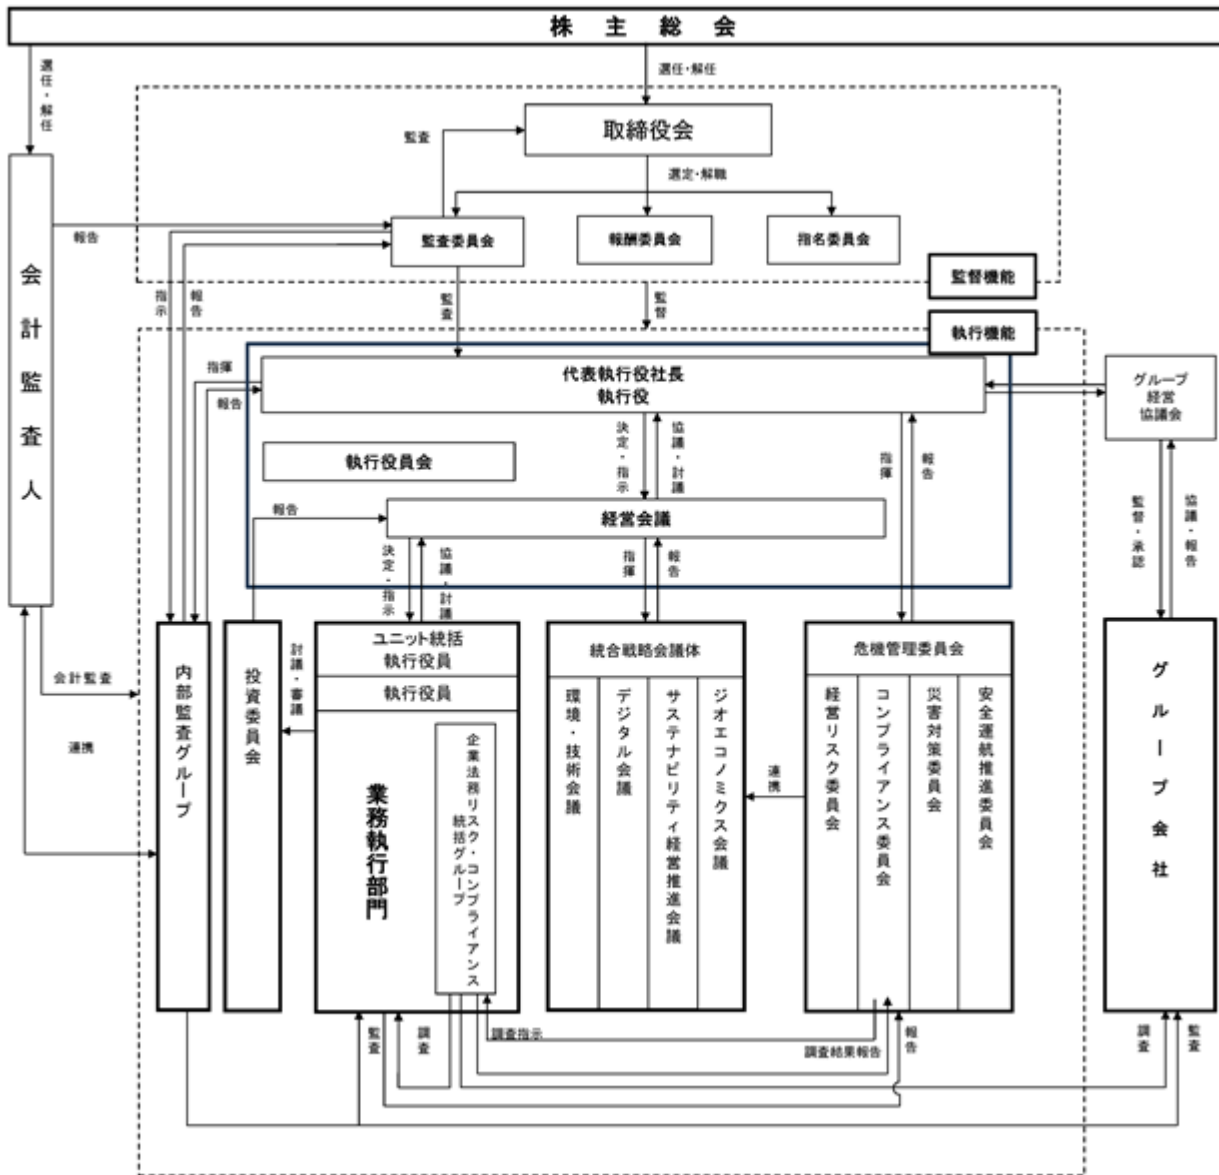 株主総会
選任・解任
選任・解任
取締役会
監査
選定・解職
報告
監査委員会
報酬委員会
指名委員会
監督機能
指示
報告
監査
監督
執行機能
会計監査人
指揮
報告
代表執行役社長
執行役
グループ
経営
協議会
執行役員会
決定・指示
協議・討議
指揮
報告
報告
経営会議
監督・承認
協議・報告
決定・指示
協議・討議
指揮
報告
会計監査
連携
内部監査グループ
投資委員会
討議・審議
ユニット統括
執行役員
執行役員
業務執行部門
企業法務リスク・コンプライアンス
統括グループ
統合戦略会議体
環境・技術会議
デジタル会議
サステナビリティ経営推進会議
ジオエコノミクス会議
連携
危機管理委員会
経営リスク委員会
コンプライアンス委員会
災害対策委員会
安全運航推進委員会
グループ会社
監査
調査
調査指示
調査結果報告
報告
調査
監査